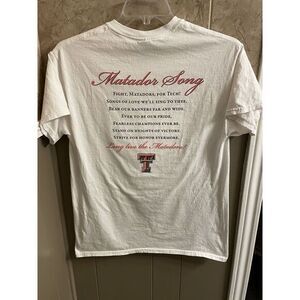 Matador Song
Fight, Matadors, for Tech!
Songs of love we'll sing to thee,
Bear our banners far and wide,
Ever to be our pride,
Fearless champions ever be,
Stand on heights of victory.
Strive for honor evermore.
Long live the Matadors!
T